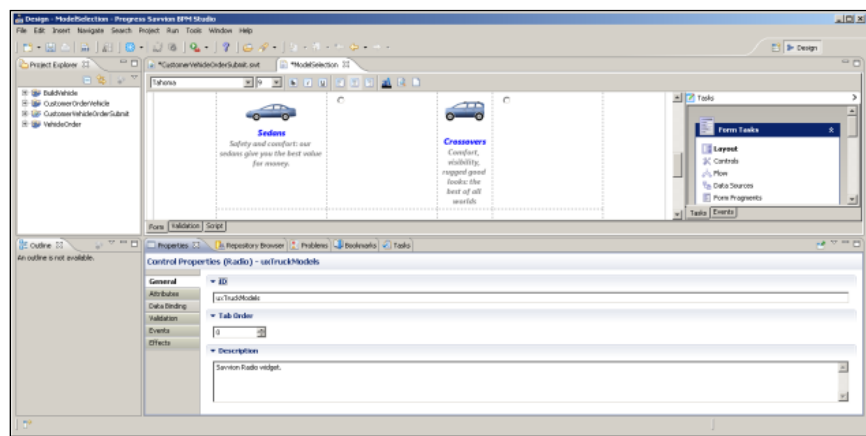 Design - ModelSelection - Progress Savvion BPM Studio
File Edit Insert Navigate Search Project Run Tools Window Help
Design
Project Explorer
*CustomerVehicleOrderSubmit.swt
*ModelSelection
Tahoma
9
BuildVehicle
CustomerOrderVehicle
CustomerVehicleOrderSubmit
VehicleOrder
Sedans
Safety and comfort: our
sedans give you the best value
for money.
Crossovers
Comfort,
visibility,
rugged good
looks: the
best of all
worlds
Tasks
Form Tasks
Layout
Controls
Flow
Data Sources
Form Fragments
Tasks Events
Form Validation Script
Outline
An outline is not available.
Properties Repository Browser Problems Bookmarks Tasks
Control Properties (Radio) - uxTruckModels
General
Attributes
Data Binding
Validation
Events
Effects
ID
uxTruckModels
Tab Order
0
Description
Savvion Radio widget.